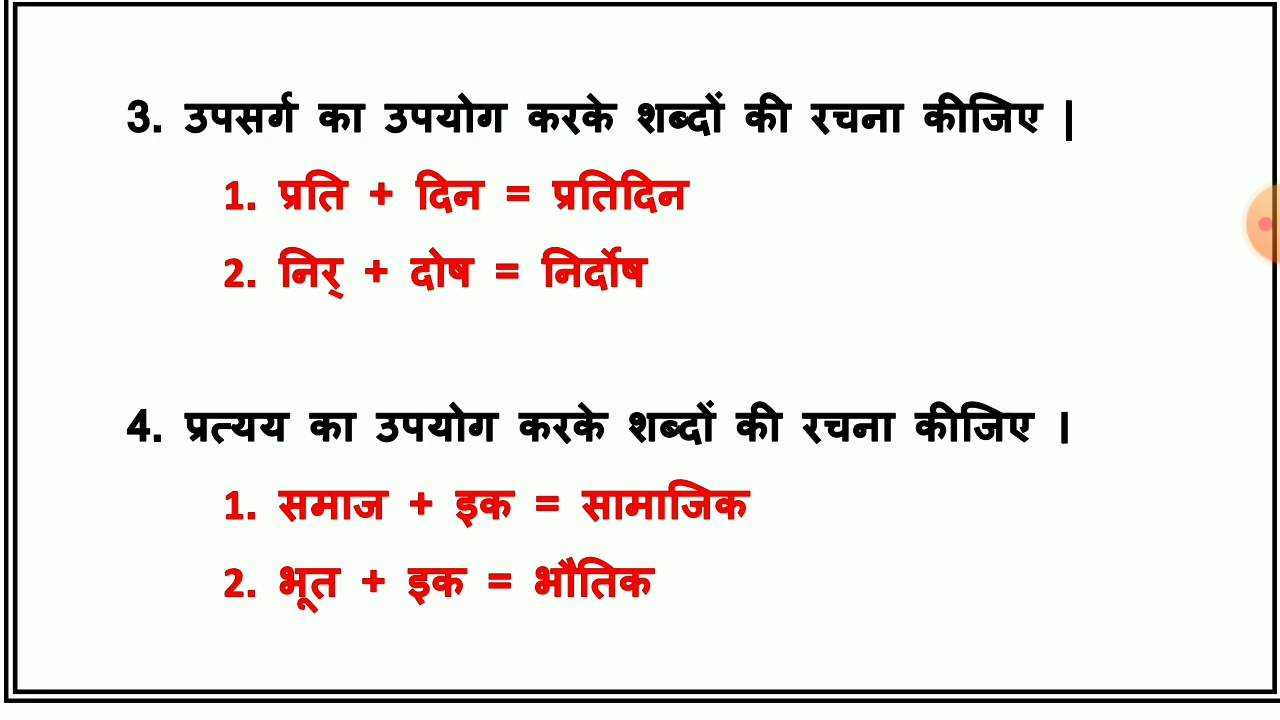 3. उपसर्ग का उपयोग करके शब्दों की रचना कीजिए |
1. प्रति + दिन = प्रतिदिन
2. निर् + दोष = निर्दोष
4. प्रत्यय का उपयोग करके शब्दों की रचना कीजिए ।
1. समाज + इक = सामाजिक
2. भूत + इक = भौतिक